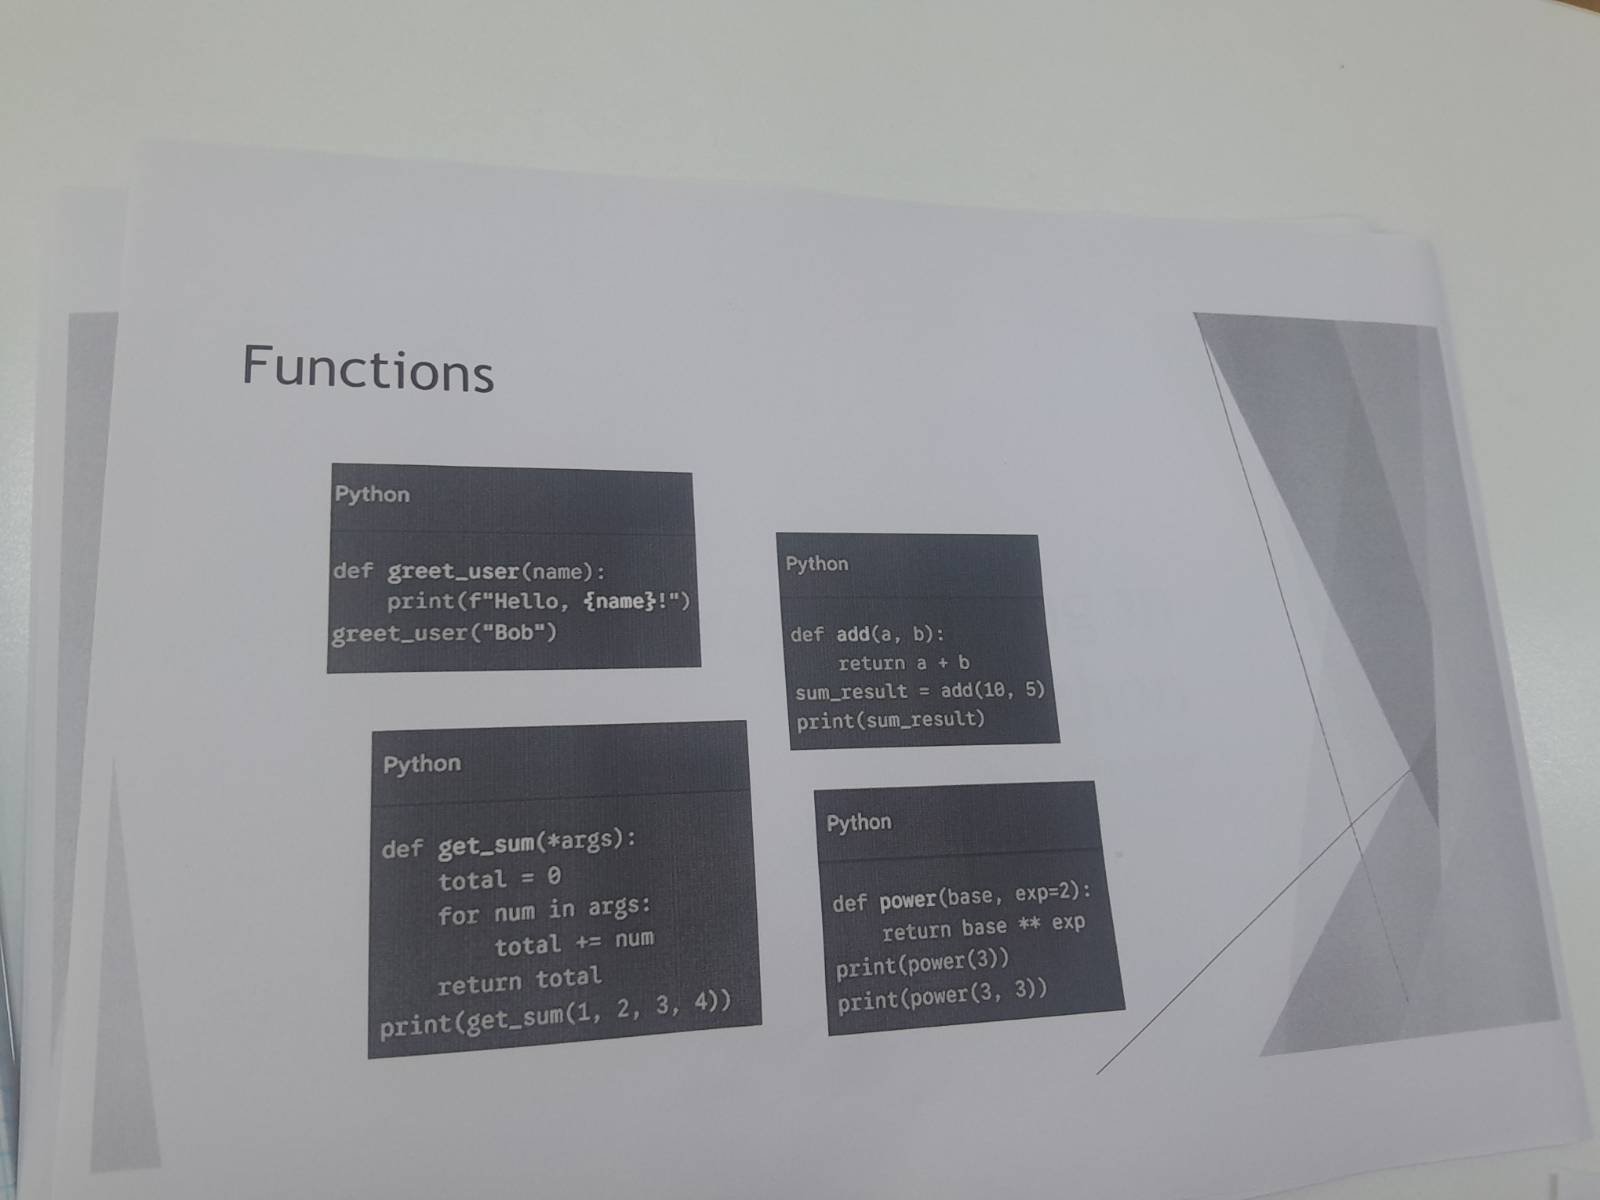 Functions
Python
def greet_user(name):
    print(f"Hello, {name}!")
greet_user("Bob")
Python
def add(a, b):
    return a + b
sum_result = add(10, 5)
print(sum_result)
Python
def get_sum(*args):
    total = 0
    for num in args:
        total += num
    return total
print(get_sum(1, 2, 3, 4))
Python
def power(base, exp=2):
    return base ** exp
print(power(3))
print(power(3, 3))